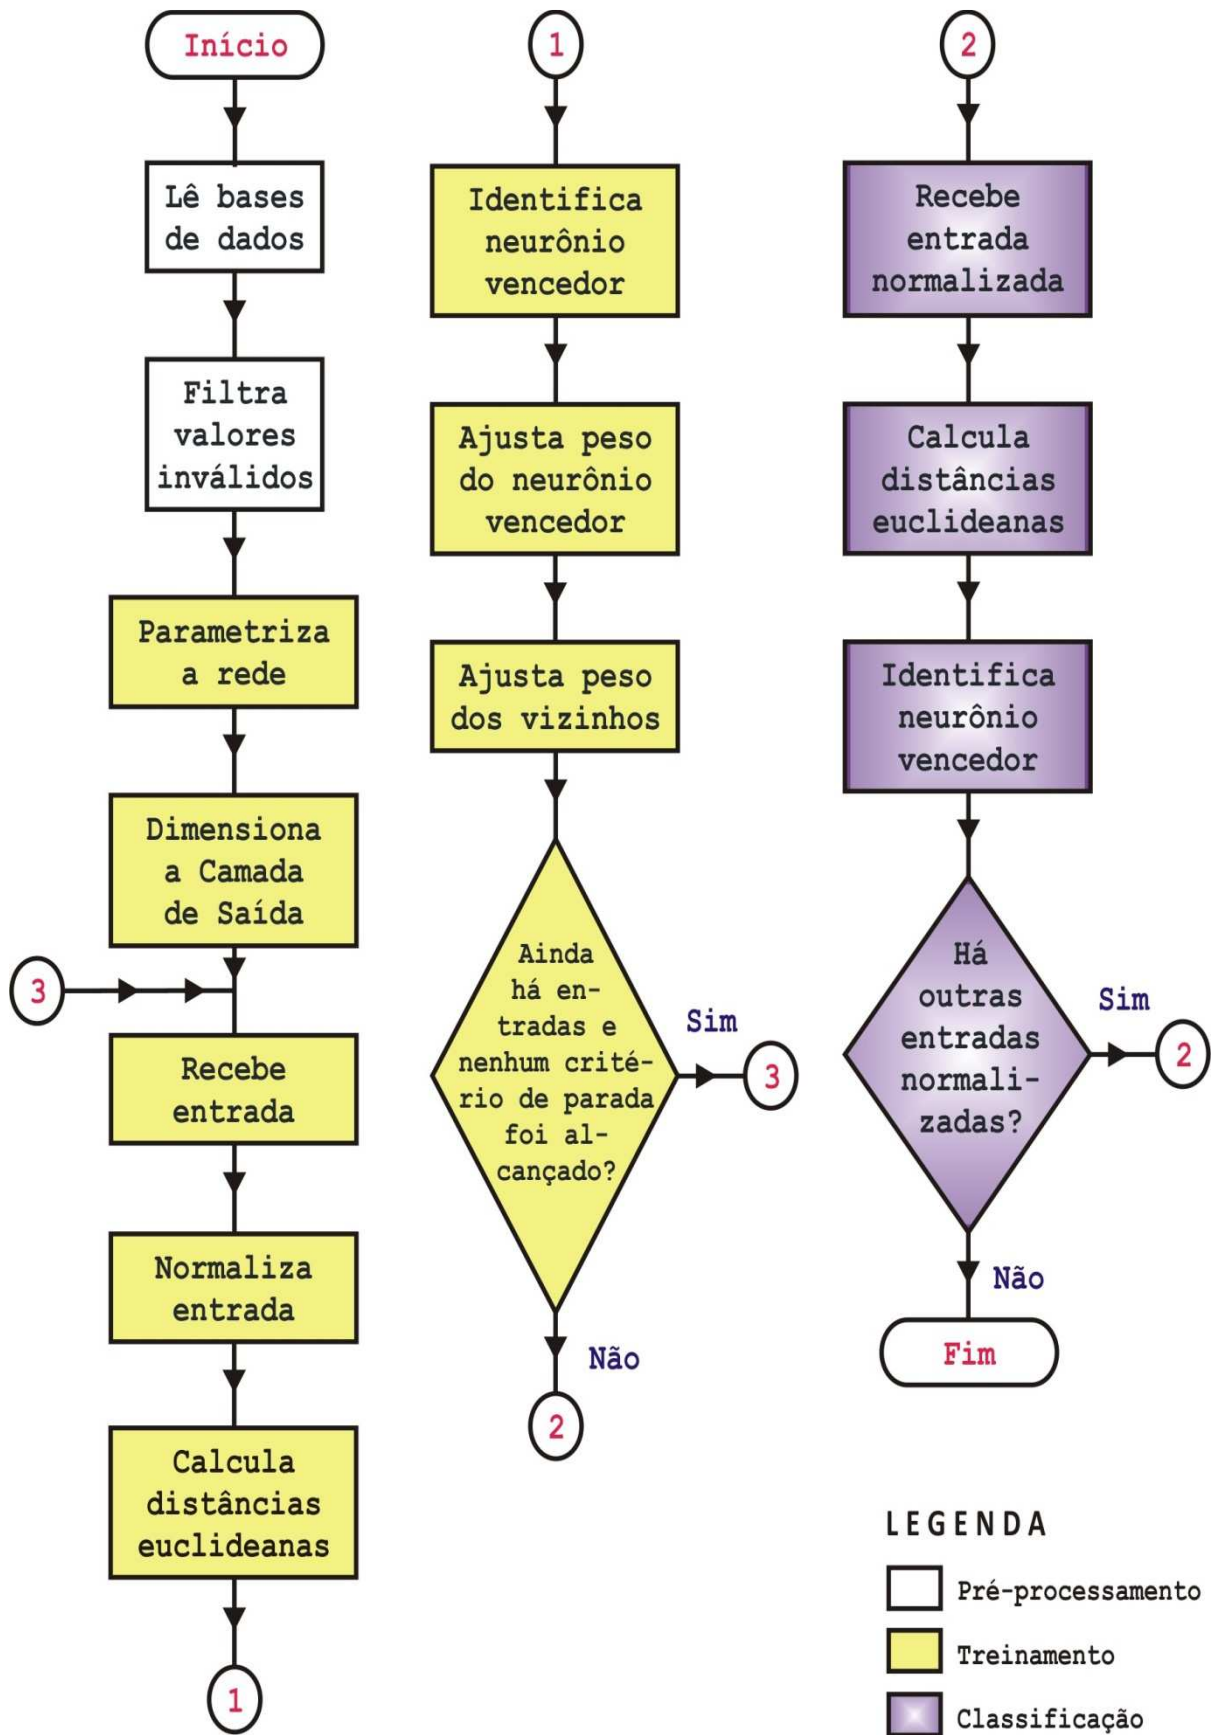 Início
Lê bases
de dados
Filtra
valores
inválidos
Parametriza
a rede
Dimensiona
a Camada
de Saída
3
Recebe
entrada
Normaliza
entrada
Calcula
distâncias
euclideanas
1
1
Identifica
neurônio
vencedor
Ajusta peso
do neurônio
vencedor
Ajusta peso
dos vizinhos
Ainda
há en-
tradas e
nenhum crité-
rio de parada
foi al-
cançado?
Sim
3
Não
2
2
Recebe
entrada
normalizada
Calcula
distâncias
euclideanas
Identifica
neurônio
vencedor
Há
outras
entradas
normali-
zadas?
Sim
2
Não
Fim
LEGENDA
Pré-processamento
Treinamento
Classificação